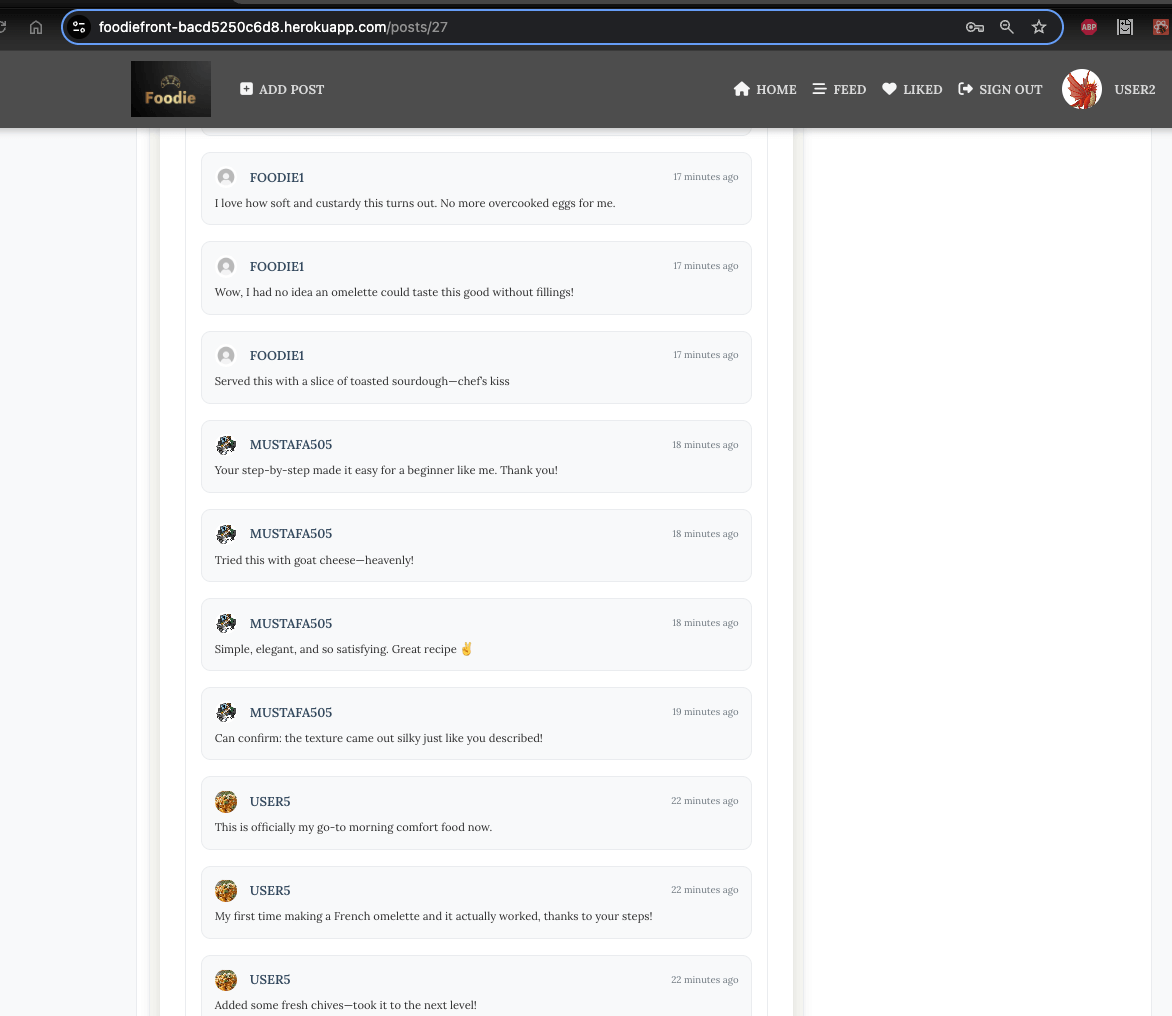 foodiefront-bacd5250c6d8.herokuapp.com/posts/27
ABP
Foodie
ADD POST
HOME
FEED
LIKED
SIGN OUT
USER2
FOODIE1
17 minutes ago
I love how soft and custardy this turns out. No more overcooked eggs for me.
FOODIE1
17 minutes ago
Wow, I had no idea an omelette could taste this good without fillings!
FOODIE1
17 minutes ago
Served this with a slice of toasted sourdough—chef's kiss
MUSTAFA505
18 minutes ago
Your step-by-step made it easy for a beginner like me. Thank you!
MUSTAFA505
18 minutes ago
Tried this with goat cheese—heavenly!
MUSTAFA505
18 minutes ago
Simple, elegant, and so satisfying. Great recipe ✌️
MUSTAFA505
19 minutes ago
Can confirm: the texture came out silky just like you described!
USER5
22 minutes ago
This is officially my go-to morning comfort food now.
USER5
22 minutes ago
My first time making a French omelette and it actually worked, thanks to your steps!
USER5
22 minutes ago
Added some fresh chives—took it to the next level!